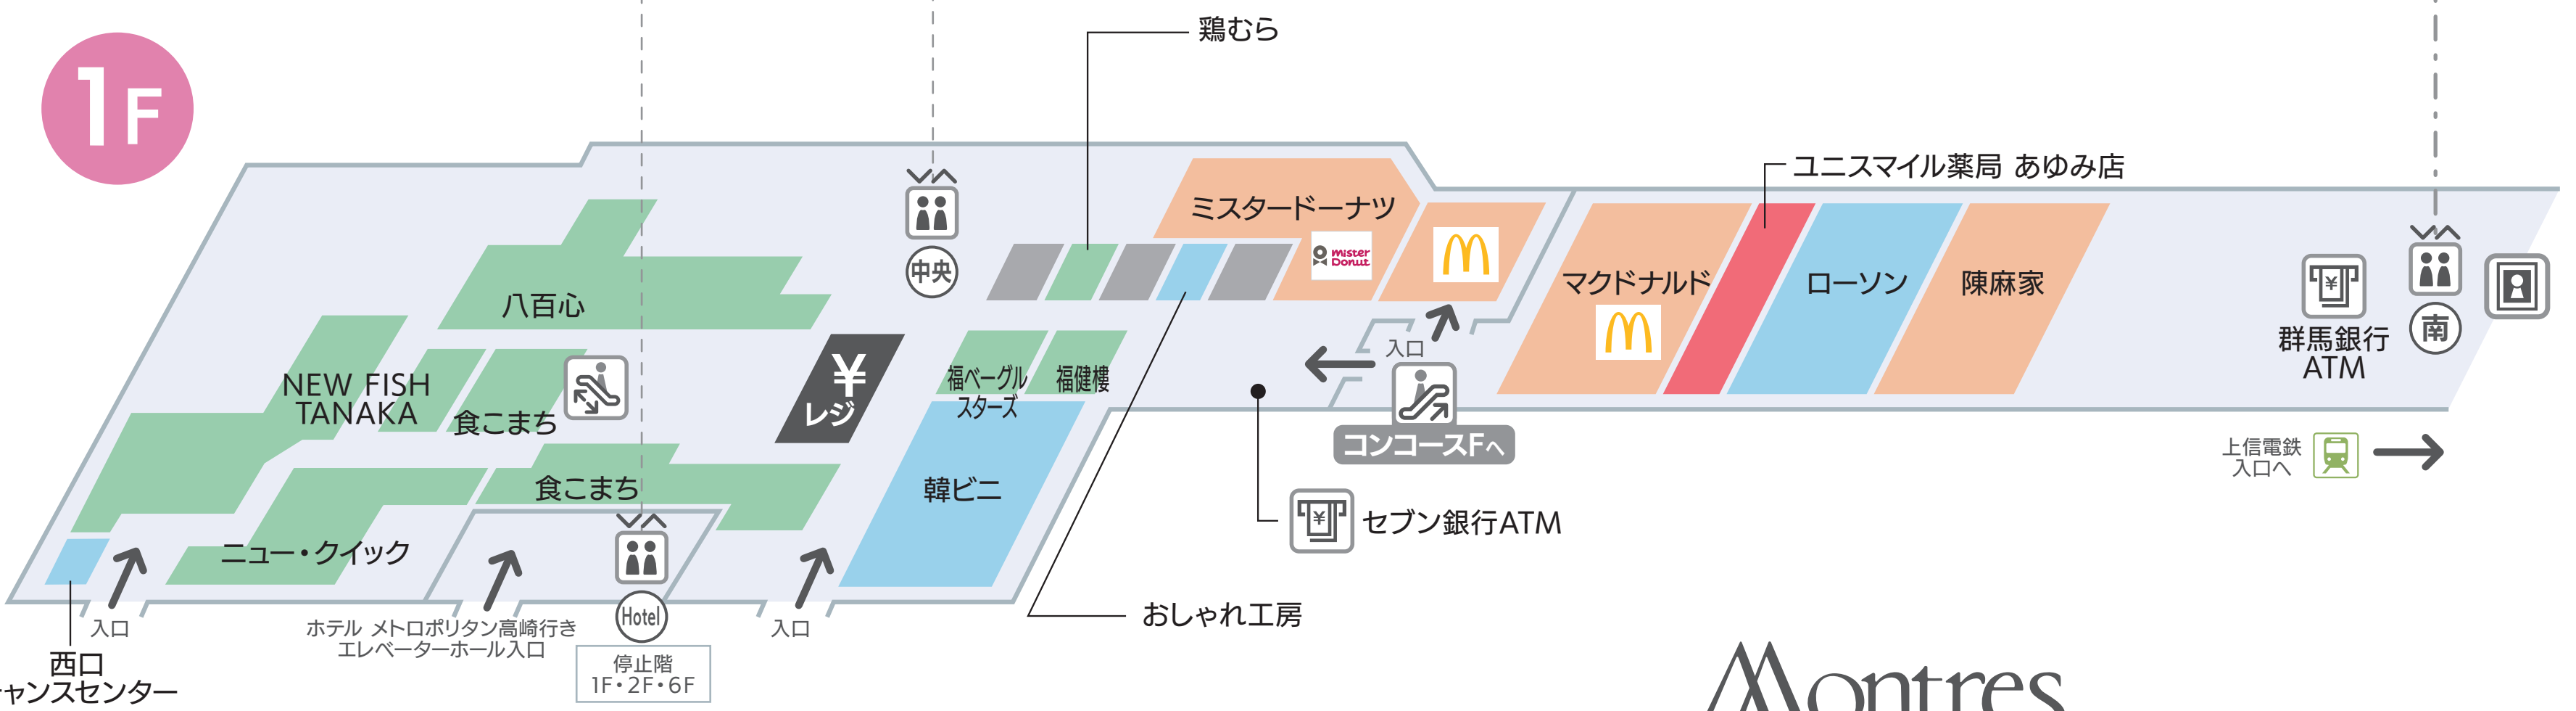 1F
鶏むら
ユニスマイル薬局 あゆみ店
ミスタードーナツ
mister
Donut
中央
八百心
マクドナルド
ローソン
陳麻家
¥
群馬銀行
ATM
南
入口
NEW FISH
TANAKA
食こまち
¥
レジ
福ベーグル
スターズ
福健樓
コンコースFへ
上信電鉄
入口へ
食こまち
韓ビニ
¥
セブン銀行ATM
ニュー・クイック
Hotel
おしゃれ工房
入口
ホテル メトロポリタン高崎行き
エレベーターホール入口
入口
西口
ャンスセンター
停止階
1F・2F・6F
Montres